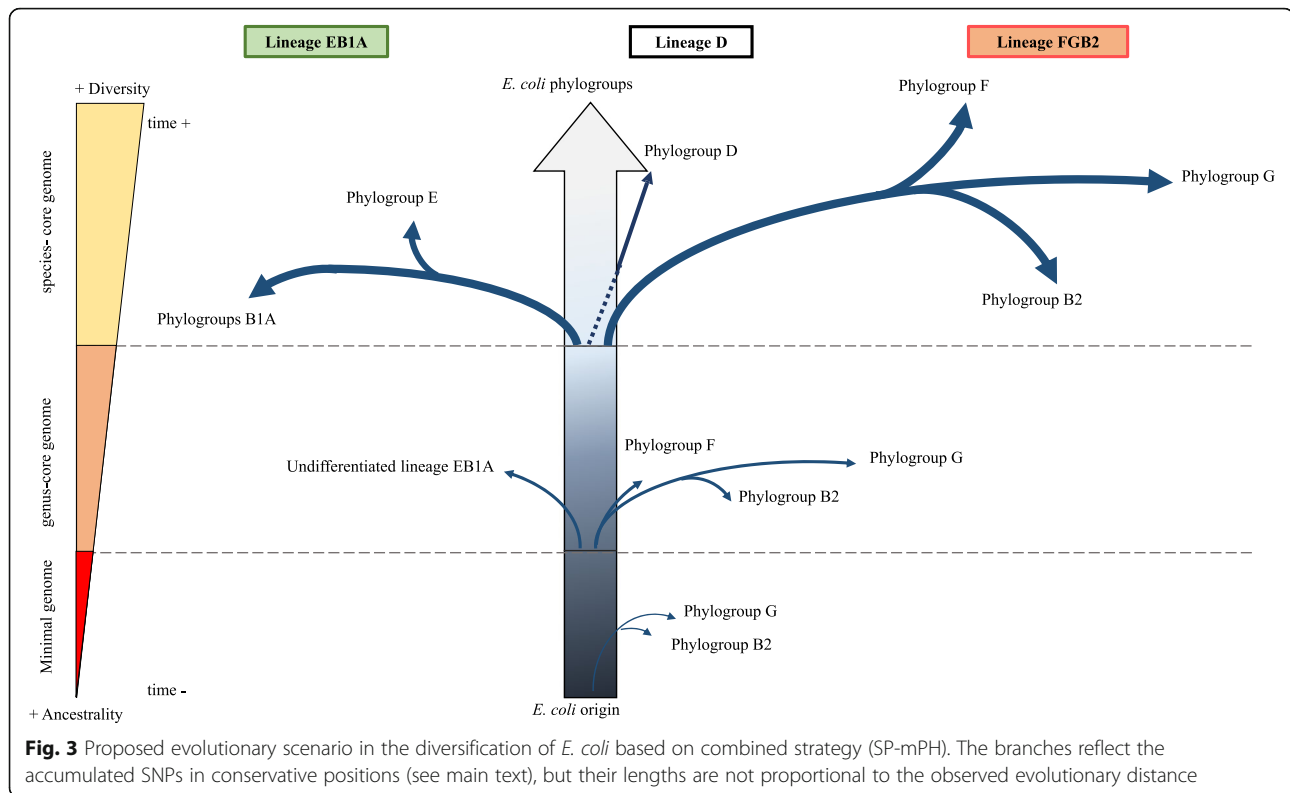 Lineage EB1A
Lineage D
Lineage FGB2
+ Diversity
time +
E. coli phylogroups
Phylogroup F
Phylogroup D
Phylogroup G
Phylogroup E
Phylogroup B2
Phylogroups B1A
species- core genome
Phylogroup F
Undifferentiated lineage EB1A
Phylogroup G
Phylogroup B2
genus-core genome
Phylogroup G
Phylogroup B2
Minimal genome
time -
+ Ancestrality
E. coli origin
Fig. 3 Proposed evolutionary scenario in the diversification of E. coli based on combined strategy (SP-mPH). The branches reflect the
accumulated SNPs in conservative positions (see main text), but their lengths are not proportional to the observed evolutionary distance